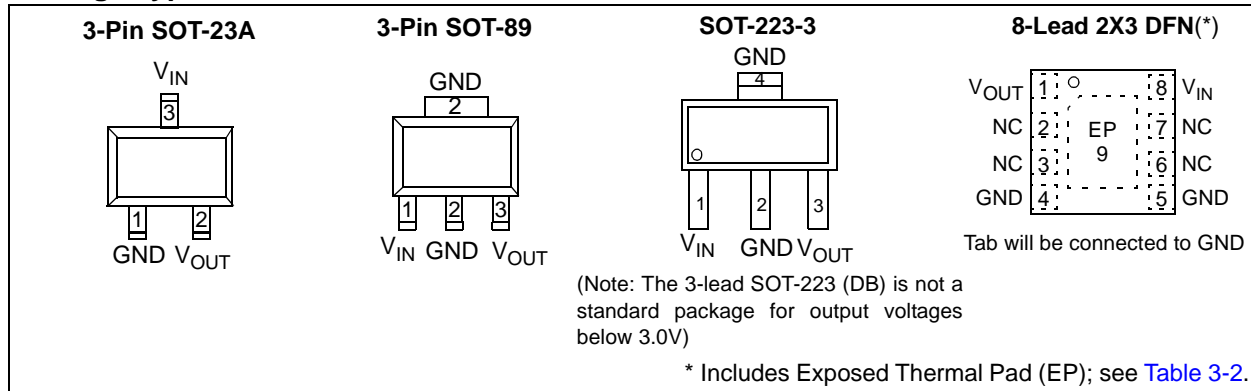 3-Pin SOT-23A
VIN
3
1 2
GND VOUT
3-Pin SOT-89
GND
2
1 2 3
VIN GND VOUT
SOT-223-3
GND
4
1 2 3
VIN GND VOUT
(Note: The 3-lead SOT-223 (DB) is not a
standard package for output voltages
below 3.0V)
8-Lead 2X3 DFN(*)
VOUT 1 8 VIN
NC 2 EP 7 NC
NC 3 9 6 NC
GND 4 5 GND
Tab will be connected to GND
* Includes Exposed Thermal Pad (EP); see Table 3-2.